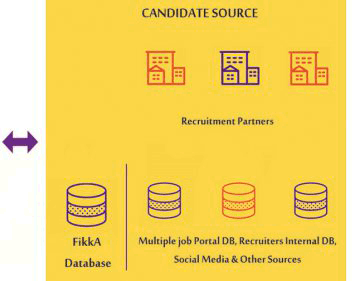 CANDIDATE SOURCE
Recruitment Partners
FikkA
Database
Multiple job Portal DB, Recruiters Internal DB,
Social Media & Other Sources